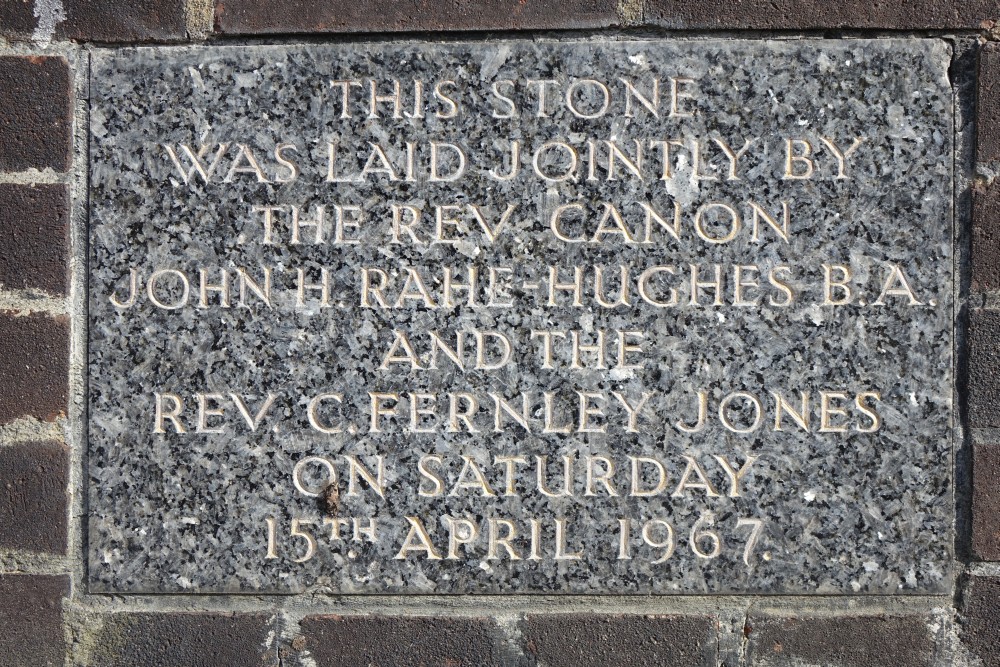 THIS STONE
WAS LAID JOINTLY BY
THE REV. CANON
JOHN H. RAHE-HUGHES B.A.
AND THE
REV. C. FERNLEY JONES
ON SATURDAY
15TH APRIL 1967.